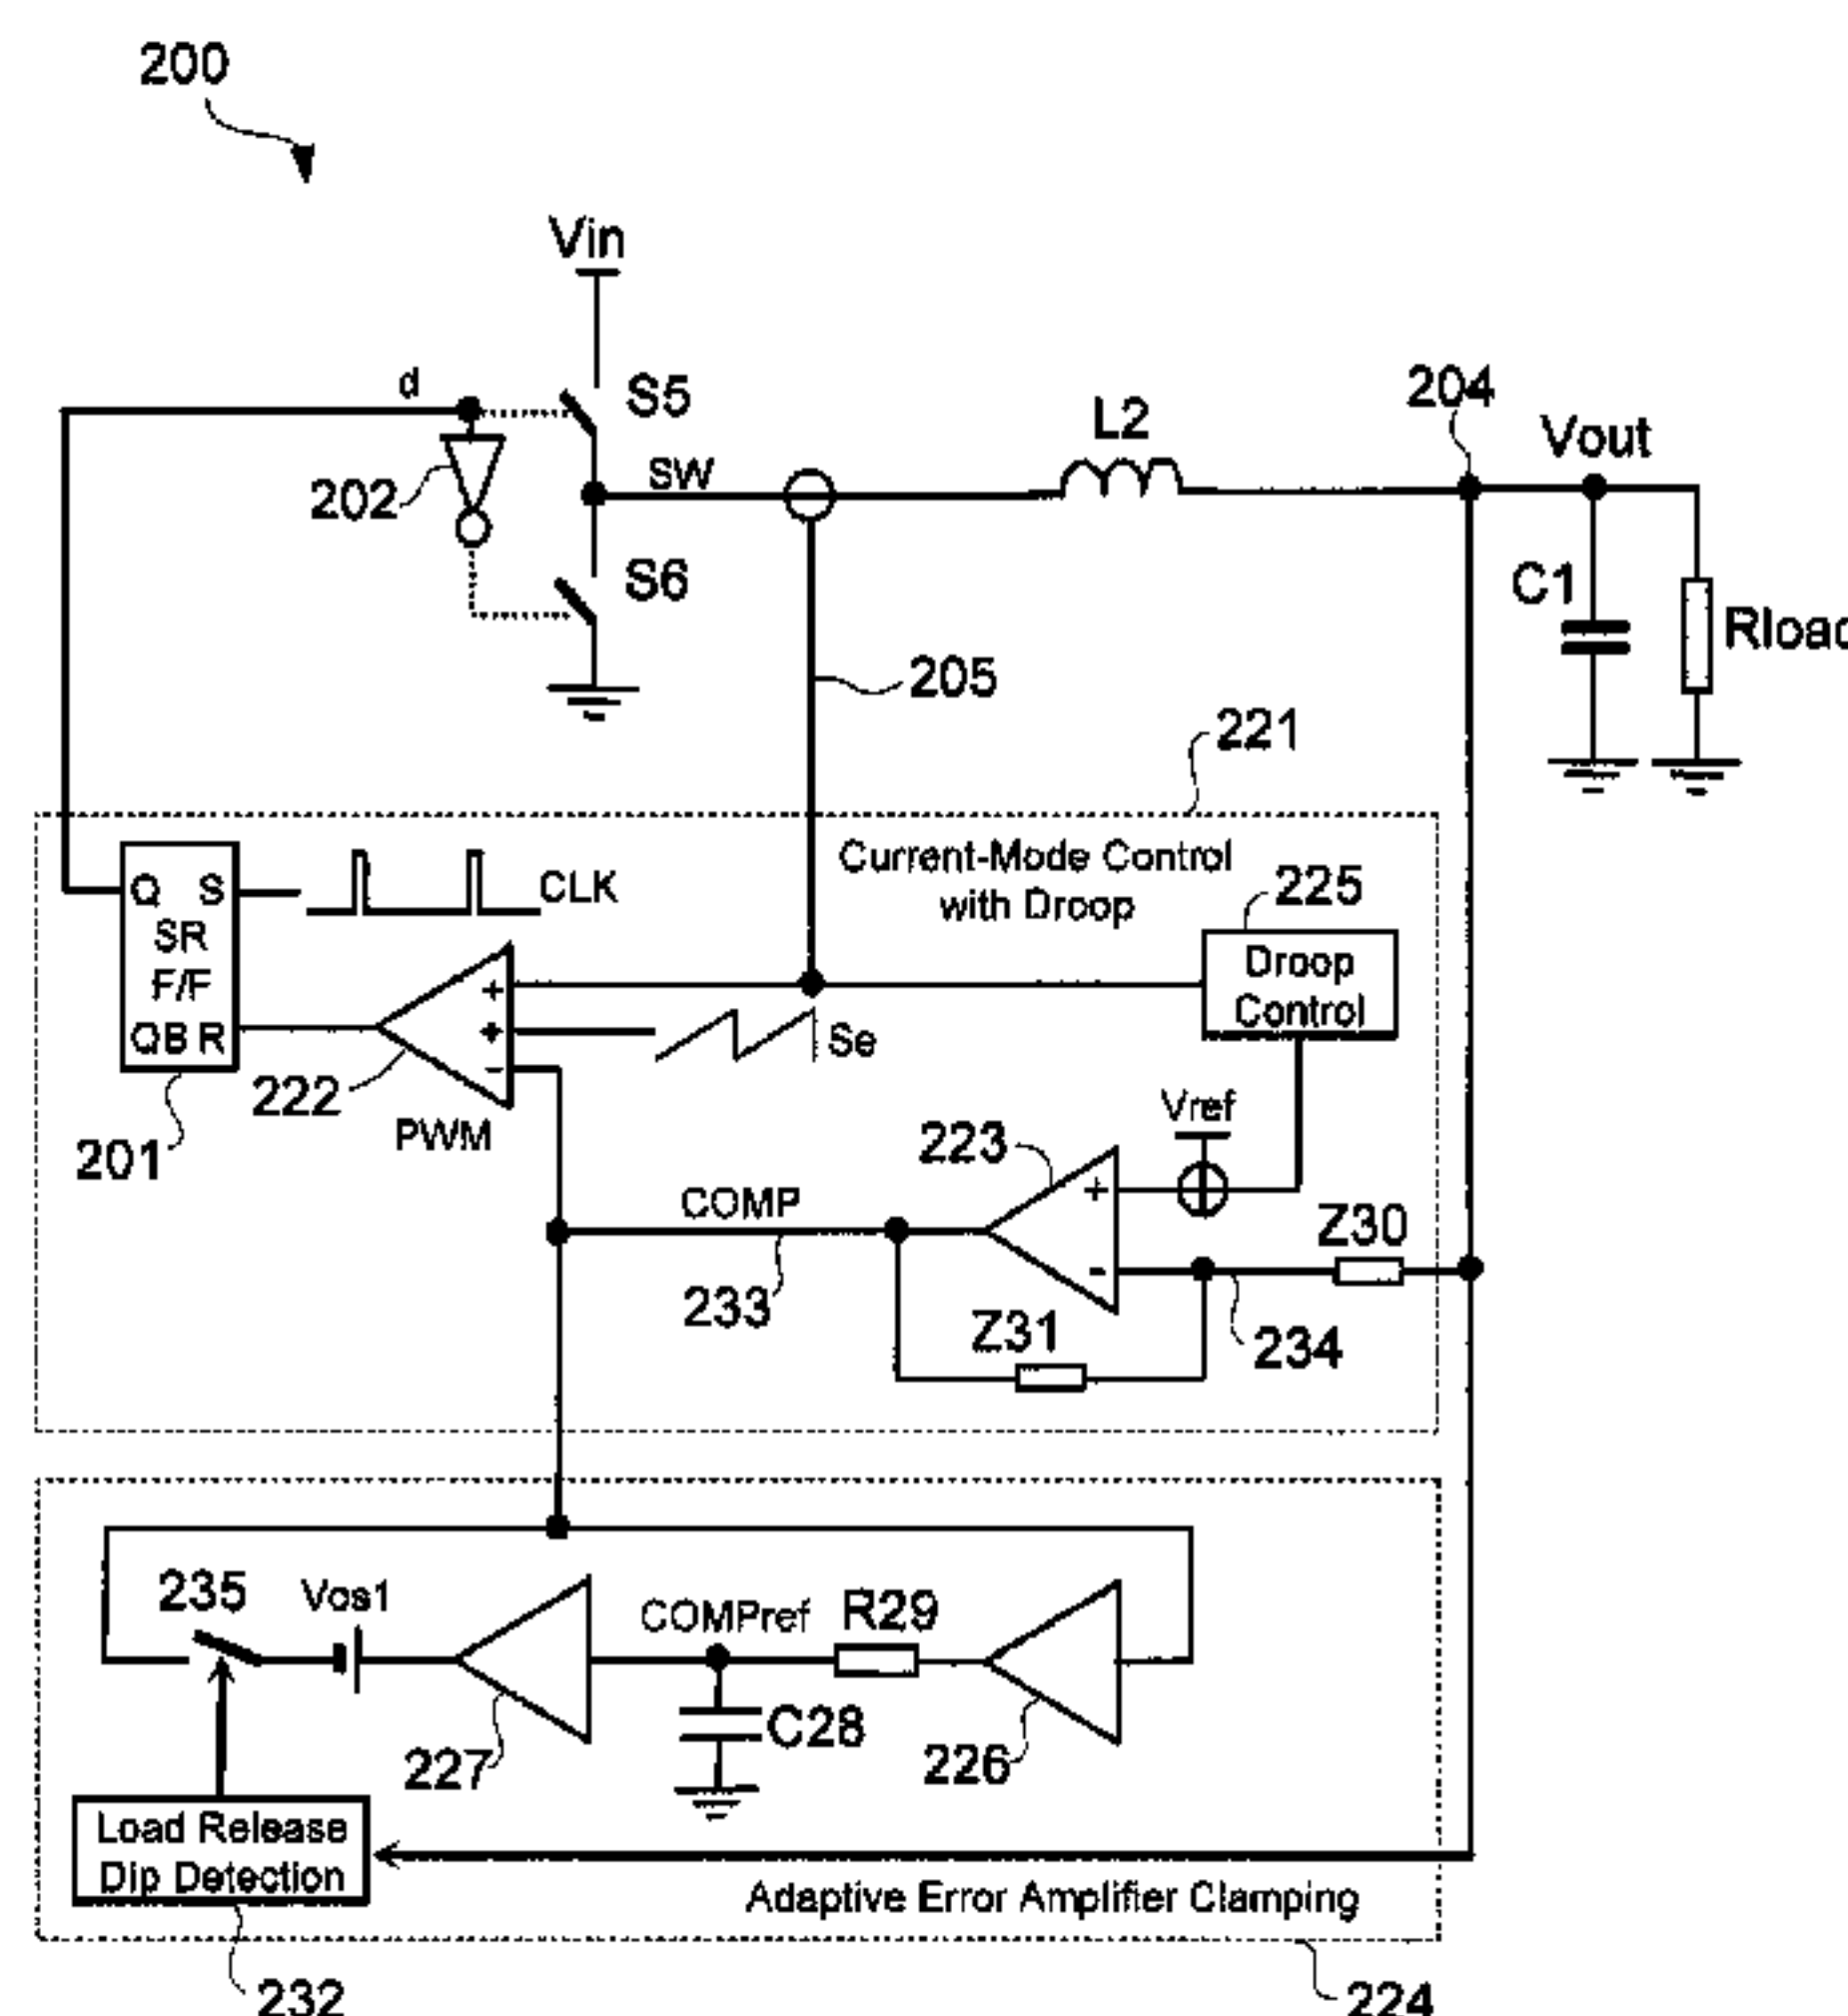 200
Vin
d
S5
SW
L2
204
Vout
202
S6
C1
Rload
205
221
Current-Mode Control
with Droop
225
Q S
SR
F/F
QB R
CLK
Droop
Control
+
+
-
Se
222
PWM
201
Vref
223
+
-
COMP
233
Z30
Z31
234
235
Vos1
COMPref
R29
227
C28
226
Load Release
Dip Detection
Adaptive Error Amplifier Clamping
232
224